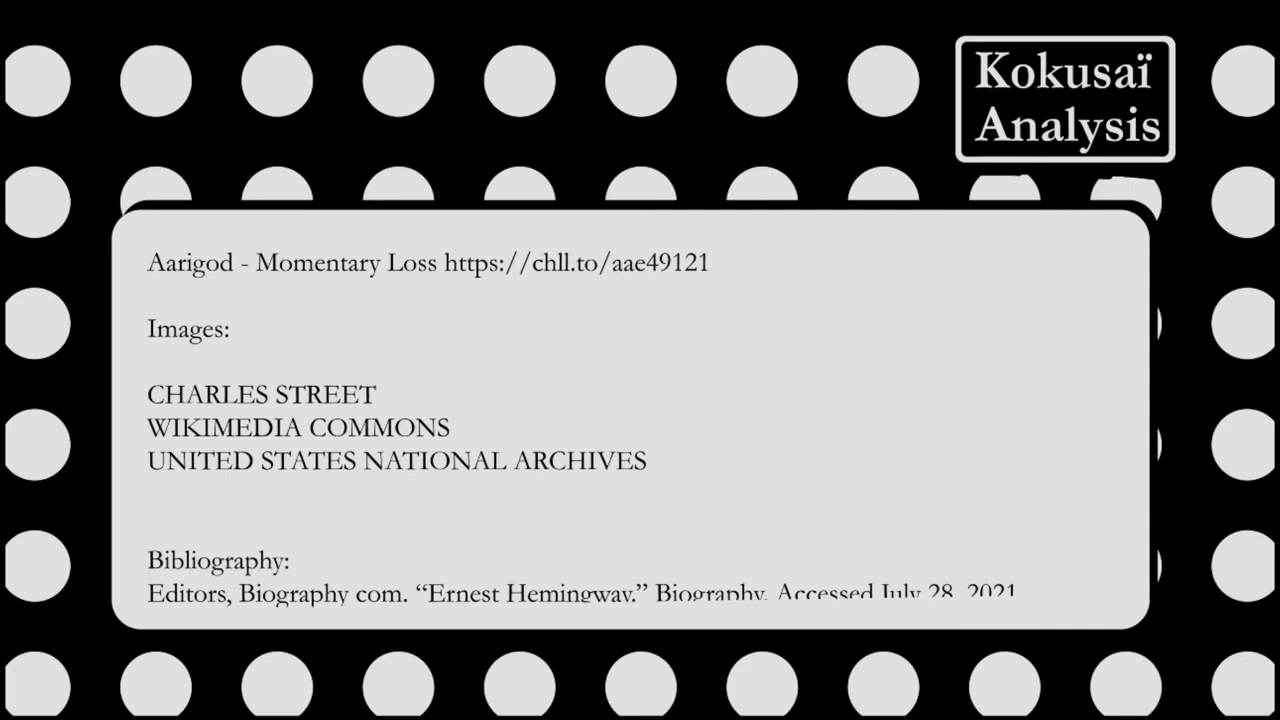 Kokusaï
Analysis
Aarigod - Momentary Loss https://chll.to/aae49121
Images:
CHARLES STREET
WIKIMEDIA COMMONS
UNITED STATES NATIONAL ARCHIVES
Bibliography:
Editors, Biography com. “Ernest Hemingway.” Biography. Accessed July 28, 2021